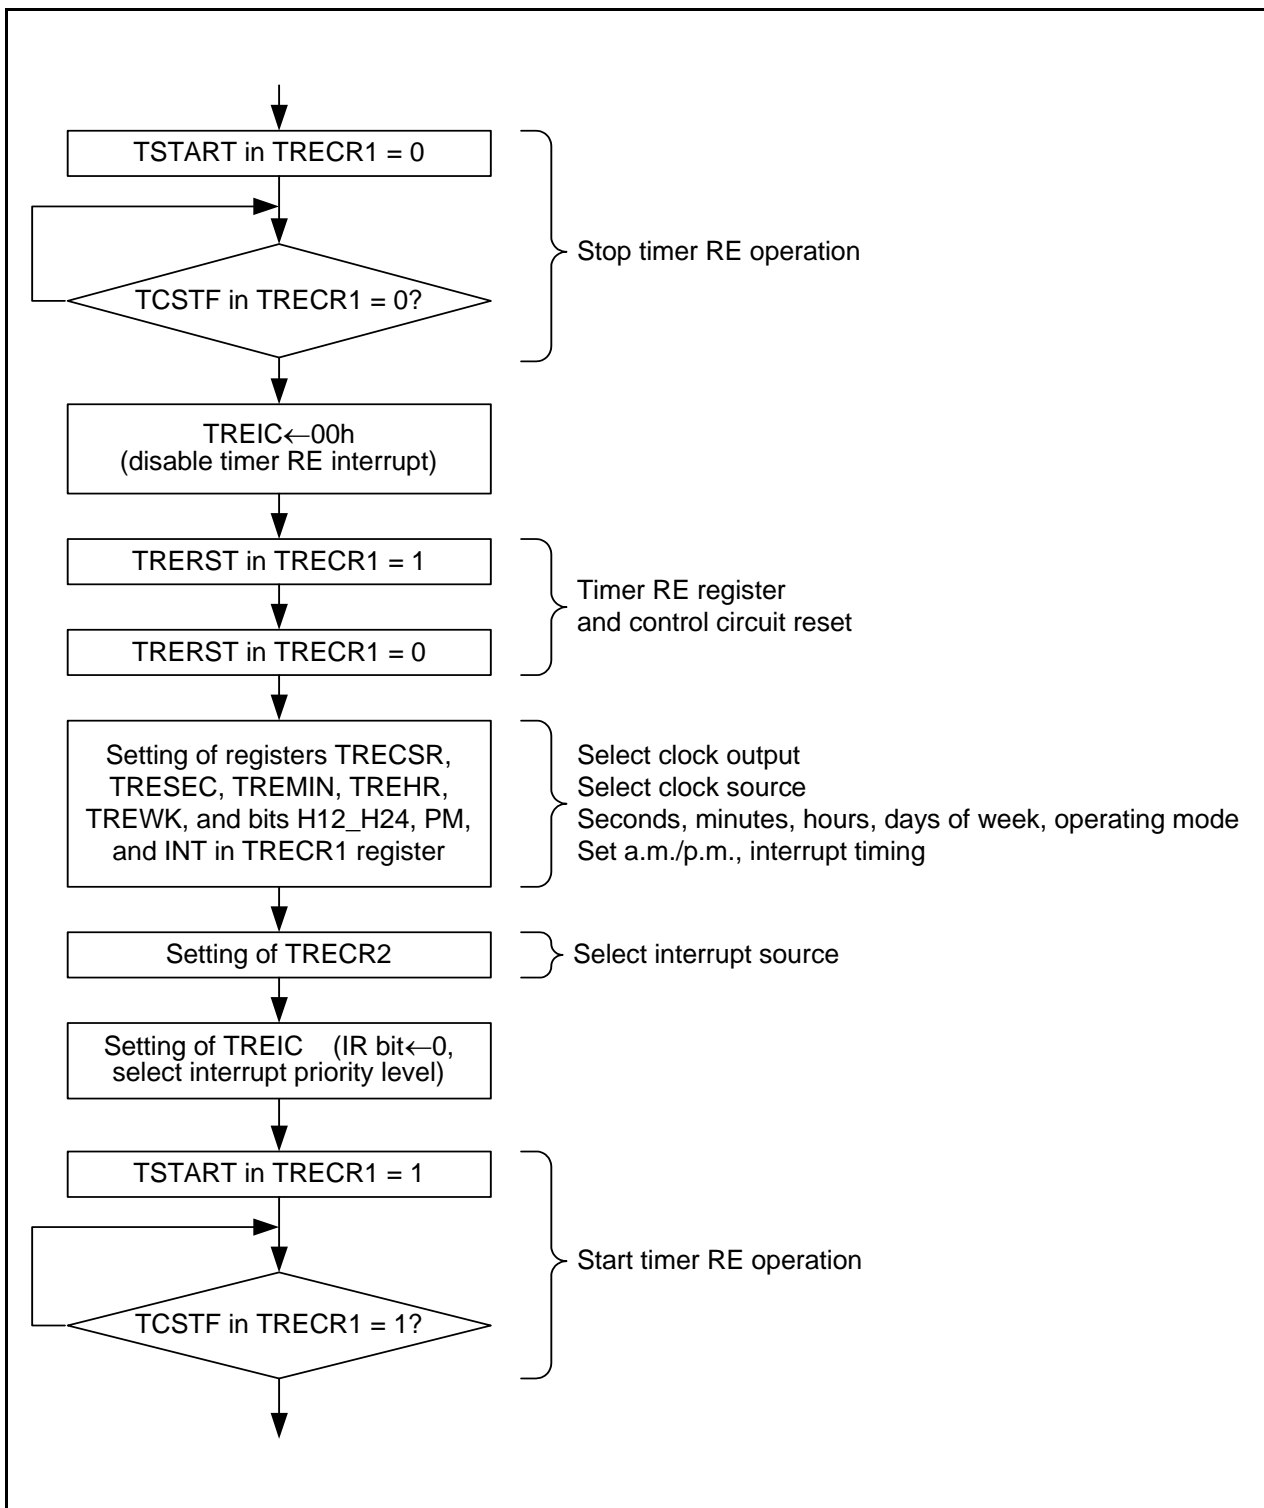 TSTART in TRECR1 = 0
TCSTF in TRECR1 = 0?
Stop timer RE operation
TREIC←00h
(disable timer RE interrupt)
TRERST in TRECR1 = 1
TRERST in TRECR1 = 0
Timer RE register
and control circuit reset
Setting of registers TRECSR,
TRESEC, TREMIN, TREHR,
TREWK, and bits H12_H24, PM,
and INT in TRECR1 register
Select clock output
Select clock source
Seconds, minutes, hours, days of week, operating mode
Set a.m./p.m., interrupt timing
Setting of TRECR2
Select interrupt source
Setting of TREIC (IR bit←0,
select interrupt priority level)
TSTART in TRECR1 = 1
TCSTF in TRECR1 = 1?
Start timer RE operation